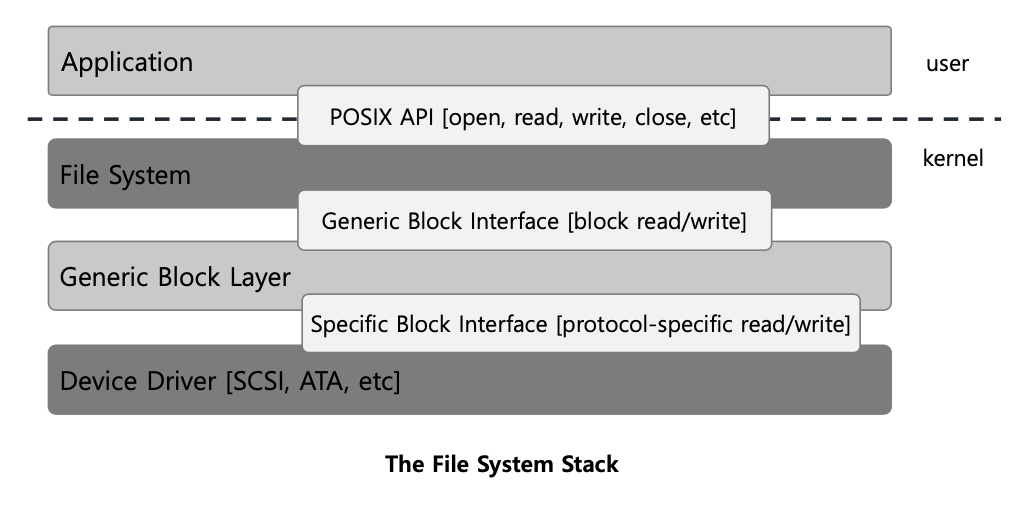 Application
user
POSIX API [open, read, write, close, etc]
kernel
File System
Generic Block Interface [block read/write]
Generic Block Layer
Specific Block Interface [protocol-specific read/write]
Device Driver [SCSI, ATA, etc]
The File System Stack